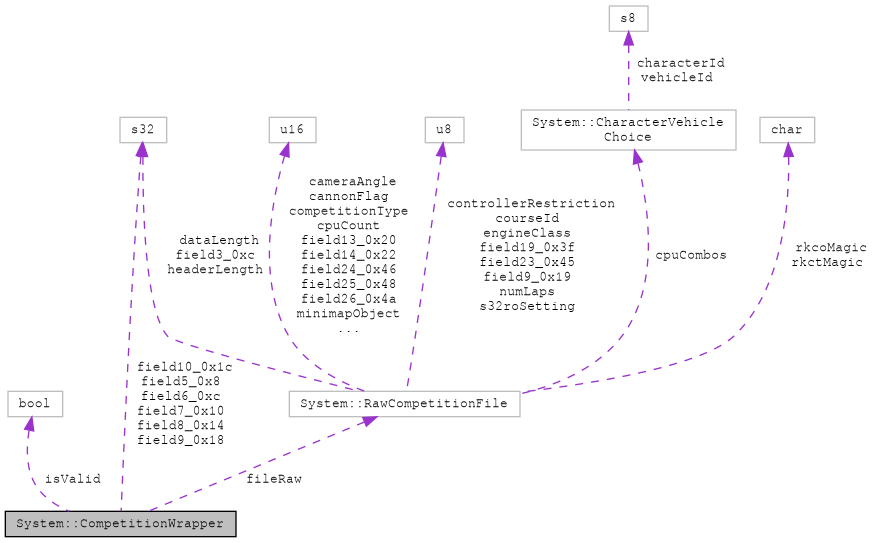 s8
characterId
vehicleId
s32
u16
u8
System::CharacterVehicle
Choice
char
cameraAngle
cannonFlag
competitionType
cpuCount
field13_0x20
field14_0x22
field24_0x46
field25_0x48
field26_0x4a
minimapObject
...
controllerRestriction
courseId
engineClass
field19_0x3f
field23_0x45
field9_0x19
numLaps
s32roSetting
dataLength
field3_0xc
headerLength
cpuCombos
rkcoMagic
rkctMagic
field10_0x1c
field5_0x8
field6_0xc
field7_0x10
field8_0x14
field9_0x18
bool
System::RawCompetitionFile
isValid
fileRaw
System::CompetitionWrapper